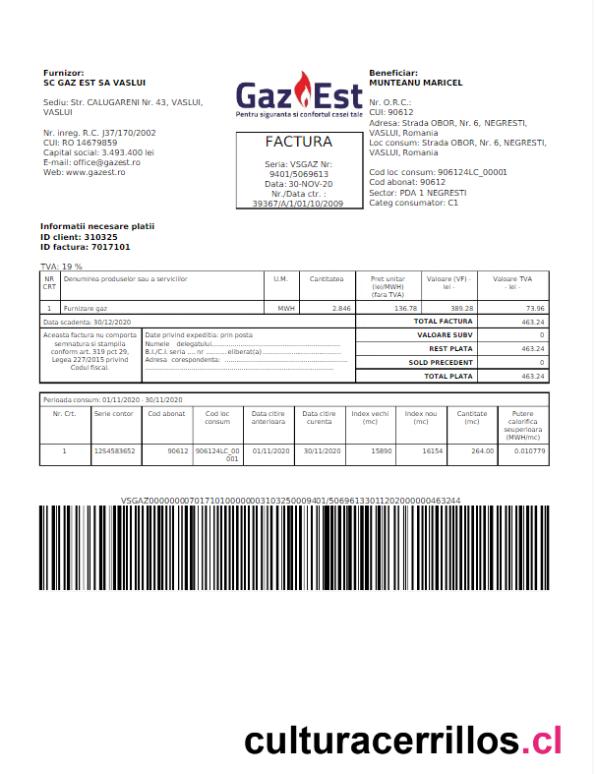 Furnizor:
SC GAZ EST SA VASLUI
Sediu: Str. CALUGARENI Nr. 43, VASLUI,
VASLUI
Nr. inreg. R.C. J37/170/2002
CUI: RO 14679859
Capital social: 3.493.400 lei
E-mail: office@gazest.ro
Web: www.gazest.ro
Gaz Est
Pentru siguranta si confortul casei tale
FACTURA
Seria: VSGAZ Nr:
9401/5069613
Data: 30-NOV-20
Nr./Data ctr. :
39367/A/1/01/10/2009
Beneficiar:
MUNTEANU MARICEL
Nr. O.R.C.:
CUI: 90612
Adresa: Strada OBOR, Nr. 6, NEGRESTI,
VASLUI, Romania
Loc consum: Strada OBOR, Nr. 6, NEGRESTI,
VASLUI, Romania
Cod loc consum: 906124LC_00001
Cod abonat: 90612
Sector: PDA 1 NEGRESTI
Categ consumator: C1
Informatii necesare platii
ID client: 310325
ID factura: 7017101
TVA: 19 %
NR CRT Denumirea produselor sau a serviciilor U.M. Cantitatea Pret unitar (lei/MWH) (fara TVA) Valoare (VF) - lei - Valoare TVA - lei -
1 Furnizare gaz MWH 2.846 136.78 389.28 73.96
Data scadenta: 30/12/2020 TOTAL FACTURA 463.24
Aceasta factura nu comporta
semnatura si stampila
conform art. 319 pct 29,
Legea 227/2015 privind
Codul fiscal.
Date privind expeditia: prin posta
Numele delegatului......
B.I./C.I. seria .... nr ......... eliberat(a)......
Adresa corespondenta: ......
VALOARE SUBV 0
REST PLATA 463.24
SOLD PRECEDENT 0
TOTAL PLATA 463.24
Perioada consum: 01/11/2020 - 30/11/2020
Nr. Crt. Serie contor Cod abonat Cod loc consum Data citire anterioara Data citire curenta Index vechi (mc) Index nou (mc) Cantitate (mc) Putere calorifica seuperioara (MWH/mc)
1 1254583652 90612 906124LC_00001 01/11/2020 30/11/2020 15890 16154 264.00 0.010779
culturacerrillos.cl